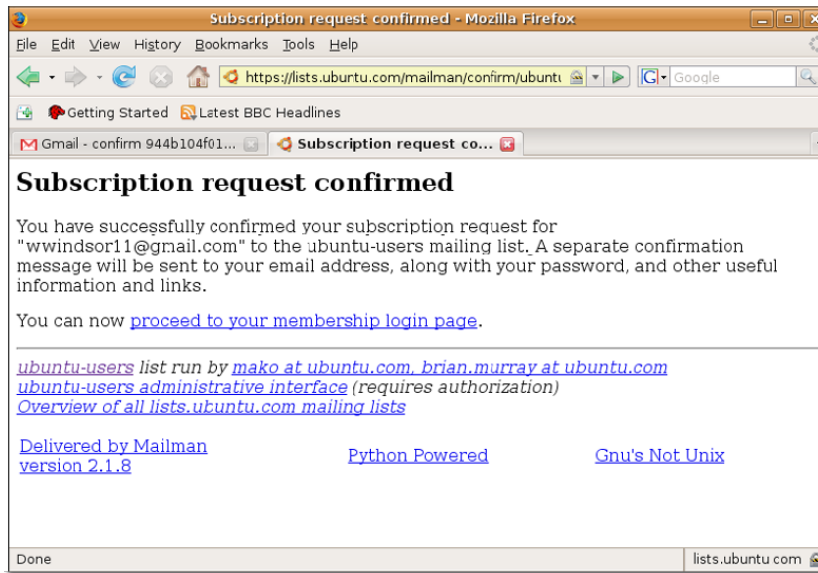 Subscription request confirmed - Mozilla Firefox
File Edit View History Bookmarks Tools Help
https://lists.ubuntu.com/mailman/confirm/ubuntu
G Google
Getting Started Latest BBC Headlines
Gmail - confirm 944b104f01... Subscription request co...
Subscription request confirmed
You have successfully confirmed your subscription request for
"wwindsor11@gmail.com" to the ubuntu-users mailing list. A separate confirmation
message will be sent to your email address, along with your password, and other useful
information and links.
You can now proceed to your membership login page.
ubuntu-users list run by mako at ubuntu.com, brian.murray at ubuntu.com
ubuntu-users administrative interface (requires authorization)
Overview of all lists.ubuntu.com mailing lists
Delivered by Mailman
version 2.1.8
Python Powered
Gnu's Not Unix
Done
lists.ubuntu com